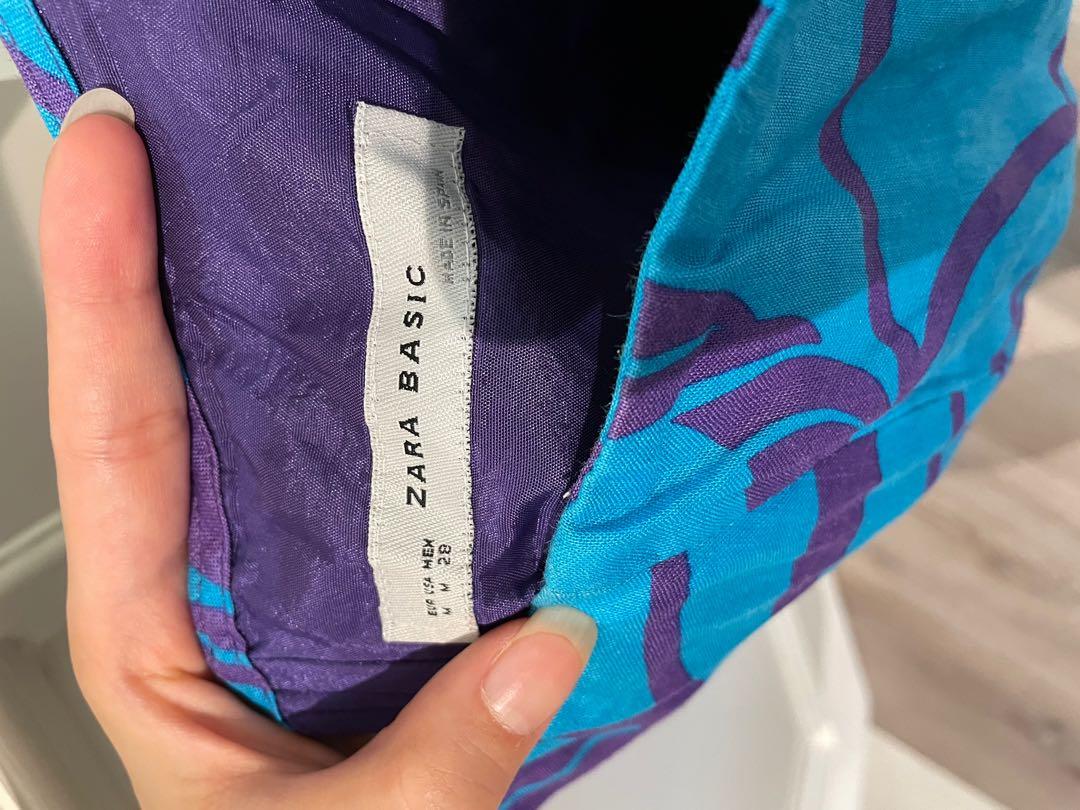 MADE IN SPAIN
ZARA BASIC
EUR USA MEX
M M 28